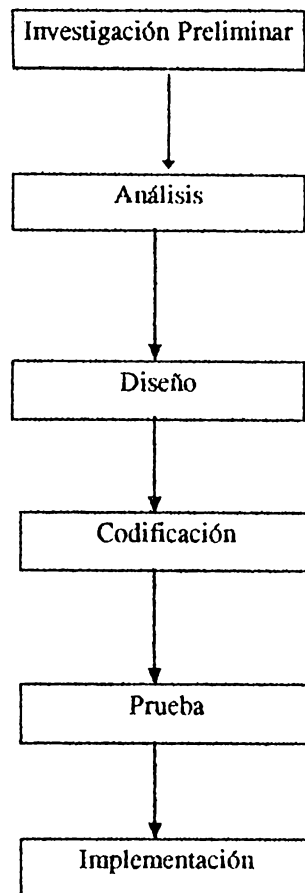 Investigación Preliminar
Análisis
Diseño
Codificación
Prueba
Implementación